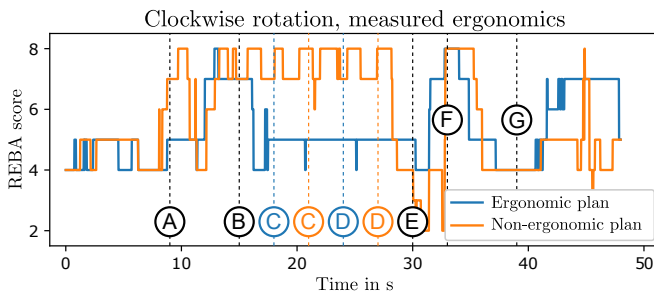 Clockwise rotation, measured ergonomics
REBA score
8
6
4
2
F
G
A
B
C
C
D
D
E
Ergonomic plan
Non-ergonomic plan
0
10
20
30
40
50
Time in s